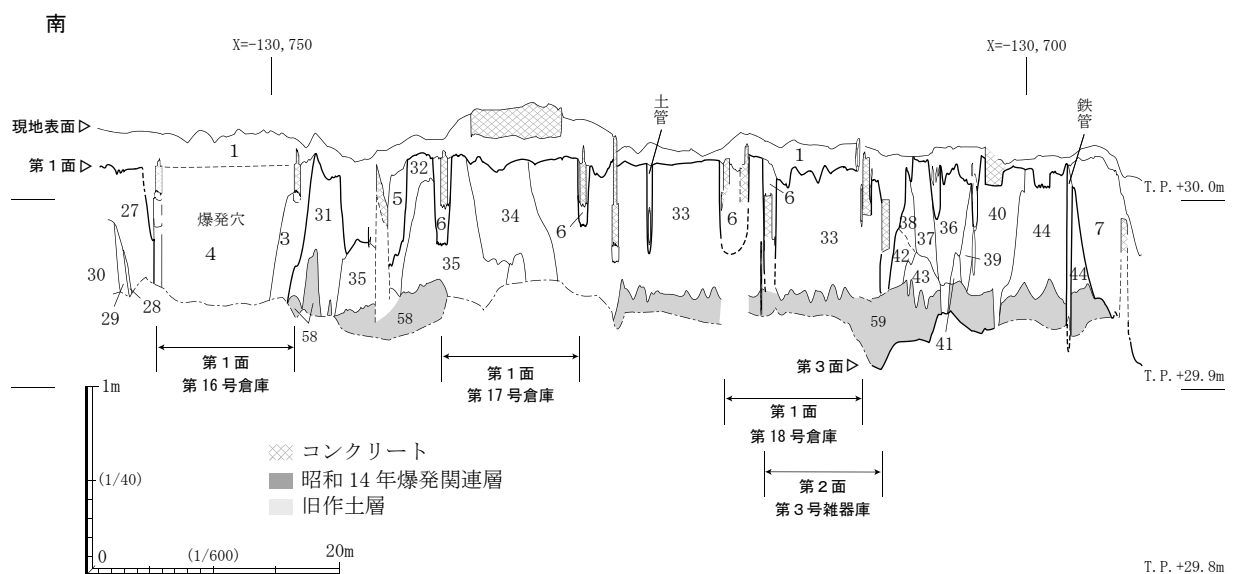 南
X=-130,750
X=-130,700
土管
鉄管
現地表面▷
1
1
第1面▷
T.P.+30.0m
32
5
27
爆発穴
31
34
33
6
6
6
6
33
38
36
40
44
7
3
4
37
42
35
35
39
30
43
44
29
28
58
58
59
41
第3面▷
T.P.+29.9m
第1面
第16号倉庫
第1面
第17号倉庫
第1面
第18号倉庫
第2面
第3号雑器庫
1m
(1/40)
0
(1/600)
20m
コンクリート
昭和14年爆発関連層
旧作土層
T.P.+29.8m